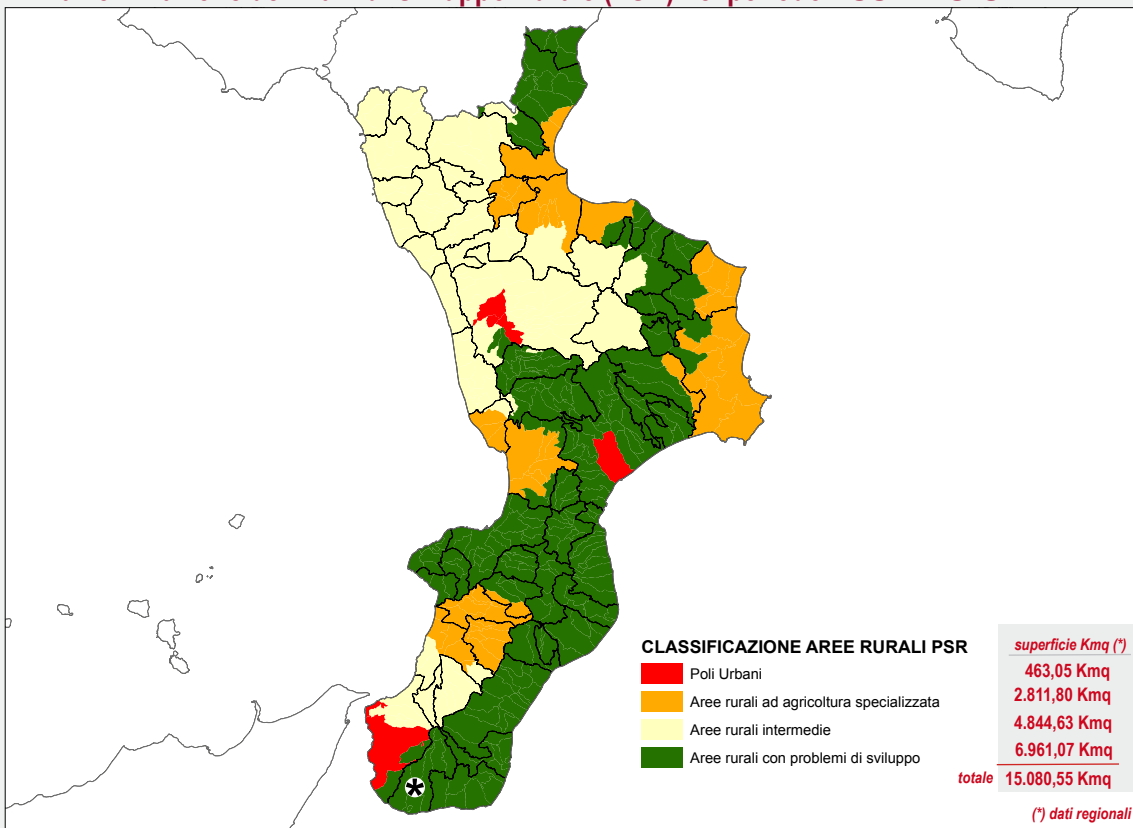 CLASSIFICAZIONE AREE RURALI PSR
superficie Kmq (*)
Poli Urbani
463,05 Kmq
Aree rurali ad agricoltura specializzata
2.811,80 Kmq
Aree rurali intermedie
4.844,63 Kmq
Aree rurali con problemi di sviluppo
6.961,07 Kmq
totale 15.080,55 Kmq
(*) dati regionali
*